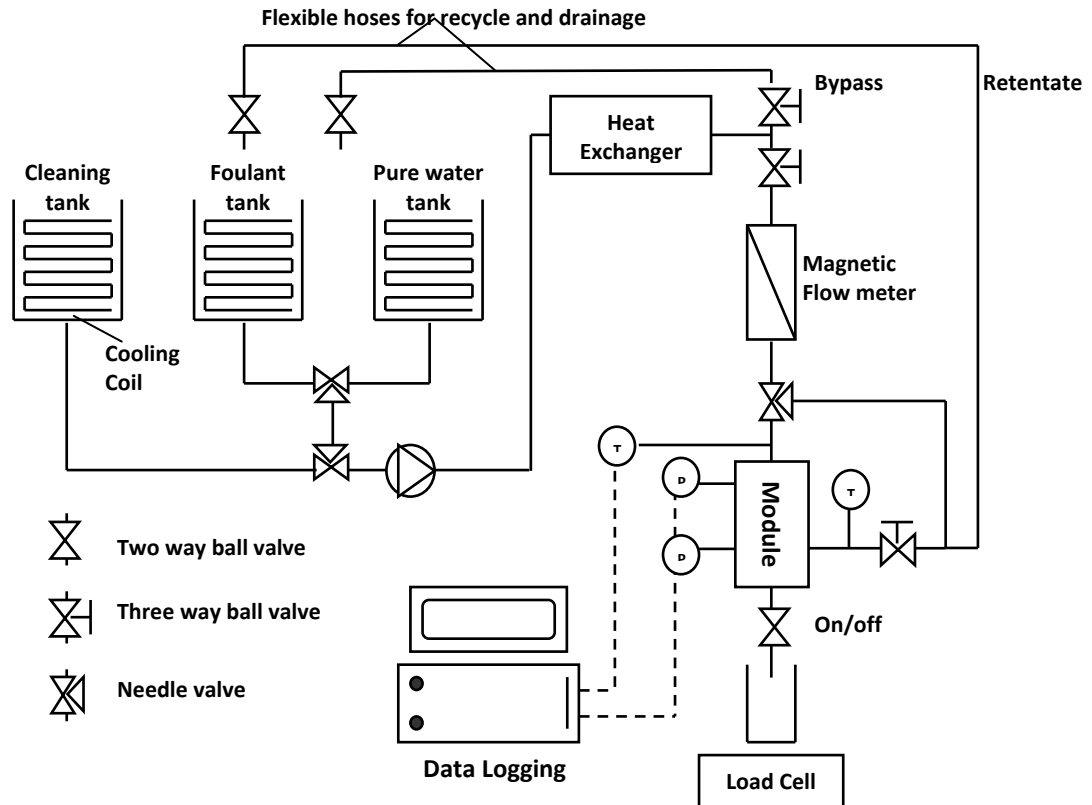 Flexible hoses for recycle and drainage
Bypass
Retentate
Heat
Exchanger
Cleaning
tank
Foulant
tank
Pure water
tank
Magnetic
Flow meter
Cooling
Coil
T
D
Module
T
D
Two way ball valve
Three way ball valve
On/off
Needle valve
Data Logging
Load Cell